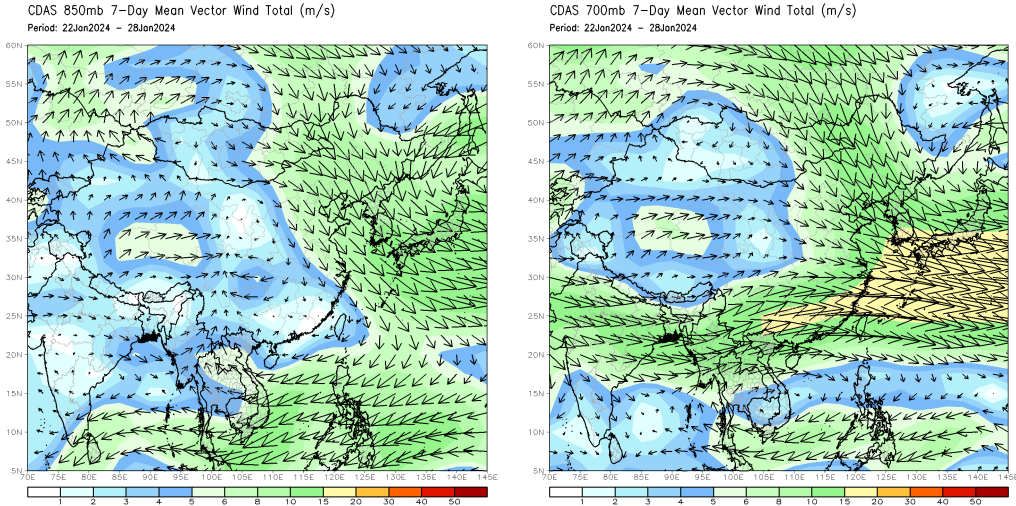 CDAS 850mb 7-Day Mean Vector Wind Total (m/s)
Period: 22Jan2024 - 28Jan2024
60N
55N
50N
45N
40N
35N
30N
25N
20N
15N
10N
5N
70E 75E 80E 85E 90E 95E 100E 105E 110E 115E 120E 125E 130E 135E 140E 145E
1 2 3 4 5 6 8 10 15 20 30 40 50
CDAS 700mb 7-Day Mean Vector Wind Total (m/s)
Period: 22Jan2024 - 28Jan2024
60N
55N
50N
45N
40N
35N
30N
25N
20N
15N
10N
5N
70E 75E 80E 85E 90E 95E 100E 105E 110E 115E 120E 125E 130E 135E 140E 145E
1 2 3 4 5 6 8 10 15 20 30 40 50